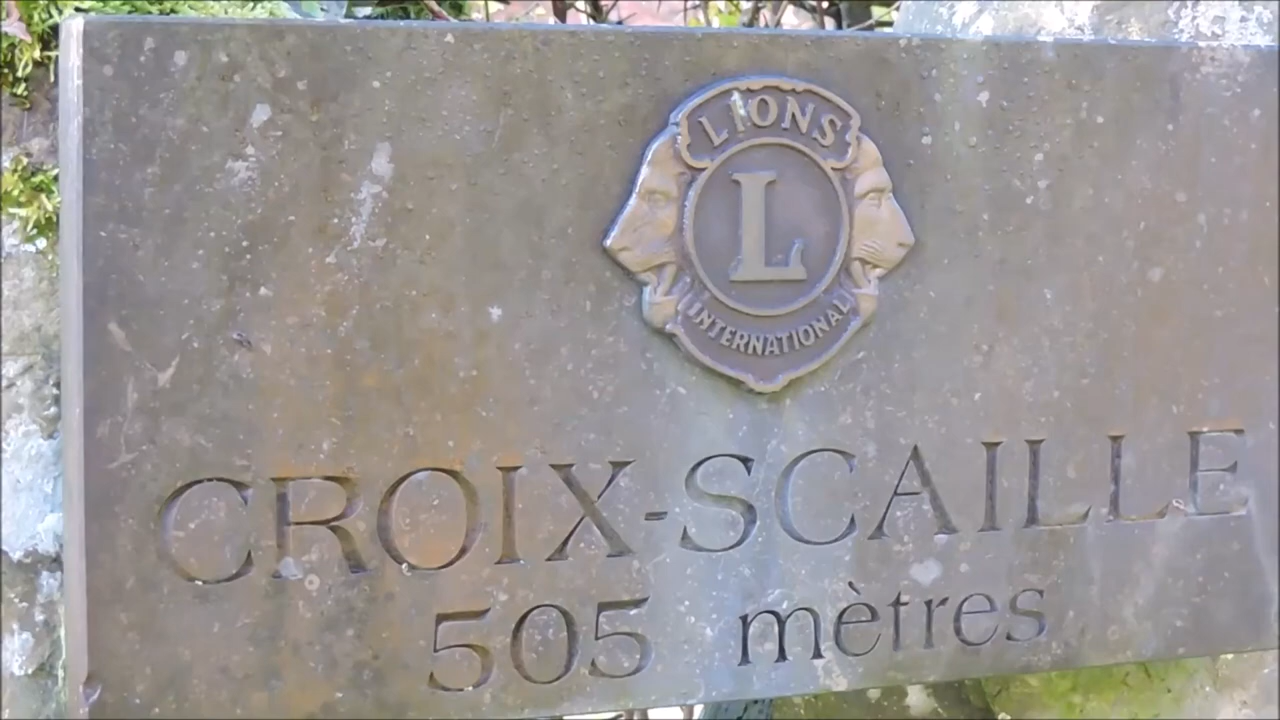 LIONS
L
INTERNATIONAL
CROIX-SCAILLE
505 mètres